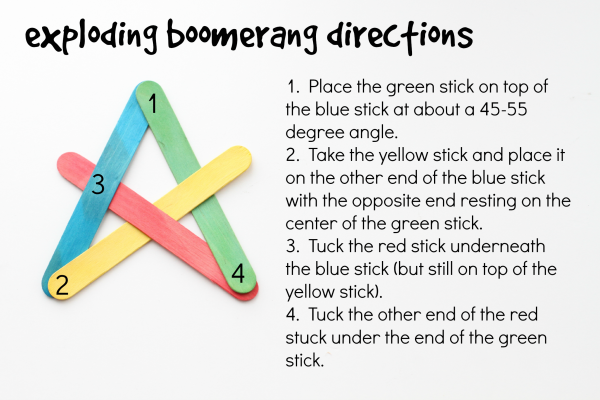 exploding boomerang directions
1
3
2
4
1. Place the green stick on top of
the blue stick at about a 45-55
degree angle.
2. Take the yellow stick and place it
on the other end of the blue stick
with the opposite end resting on the
center of the green stick.
3. Tuck the red stick underneath
the blue stick (but still on top of the
yellow stick).
4. Tuck the other end of the red
stuck under the end of the green
stick.